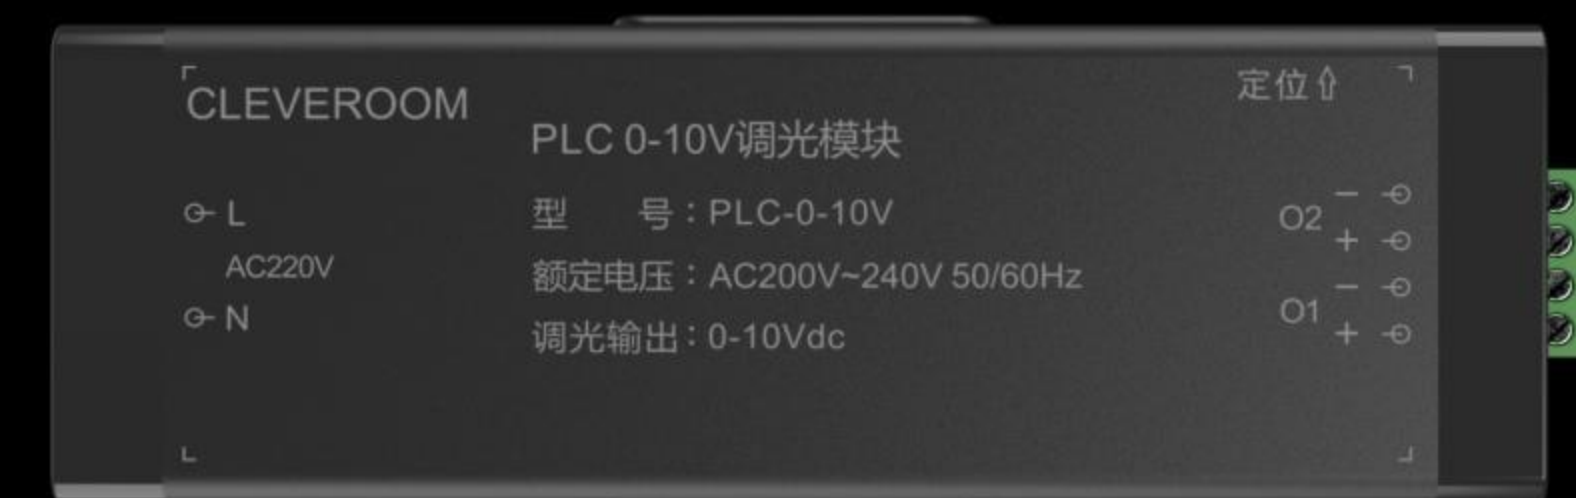 定位⇧
CLEVEROOM
PLC 0-10V调光模块
L
AC220V
N
型 号：PLC-0-10V
额定电压：AC200V~240V 50/60Hz
调光输出：0-10Vdc
O2 −
+
O1 −
+